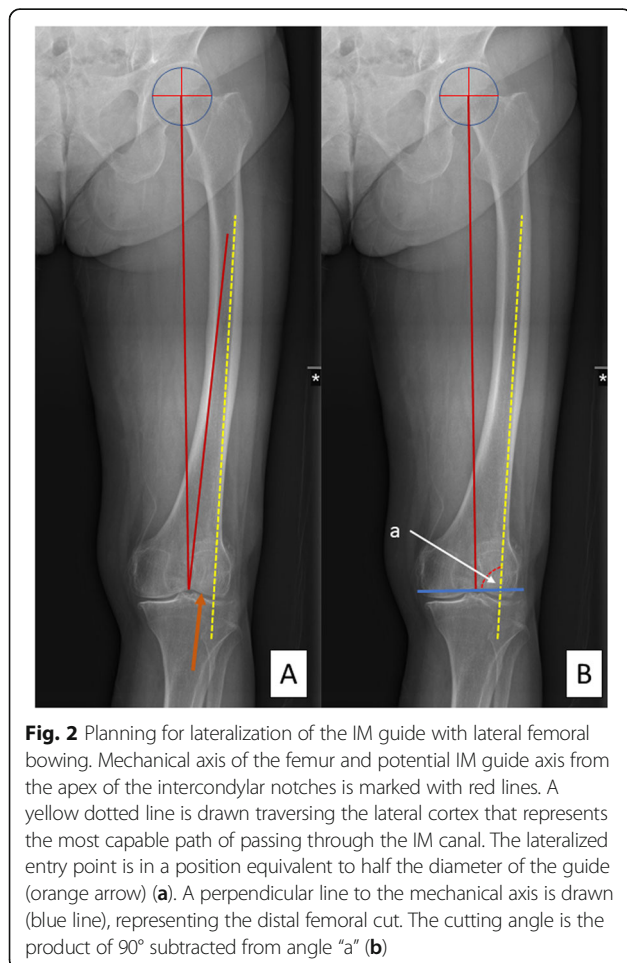 *
*
a
A
B
Fig. 2 Planning for lateralization of the IM guide with lateral femoral
bowing. Mechanical axis of the femur and potential IM guide axis from
the apex of the intercondylar notches is marked with red lines. A
yellow dotted line is drawn traversing the lateral cortex that represents
the most capable path of passing through the IM canal. The lateralized
entry point is in a position equivalent to half the diameter of the guide
(orange arrow) (a). A perpendicular line to the mechanical axis is drawn
(blue line), representing the distal femoral cut. The cutting angle is the
product of 90° subtracted from angle “a” (b)